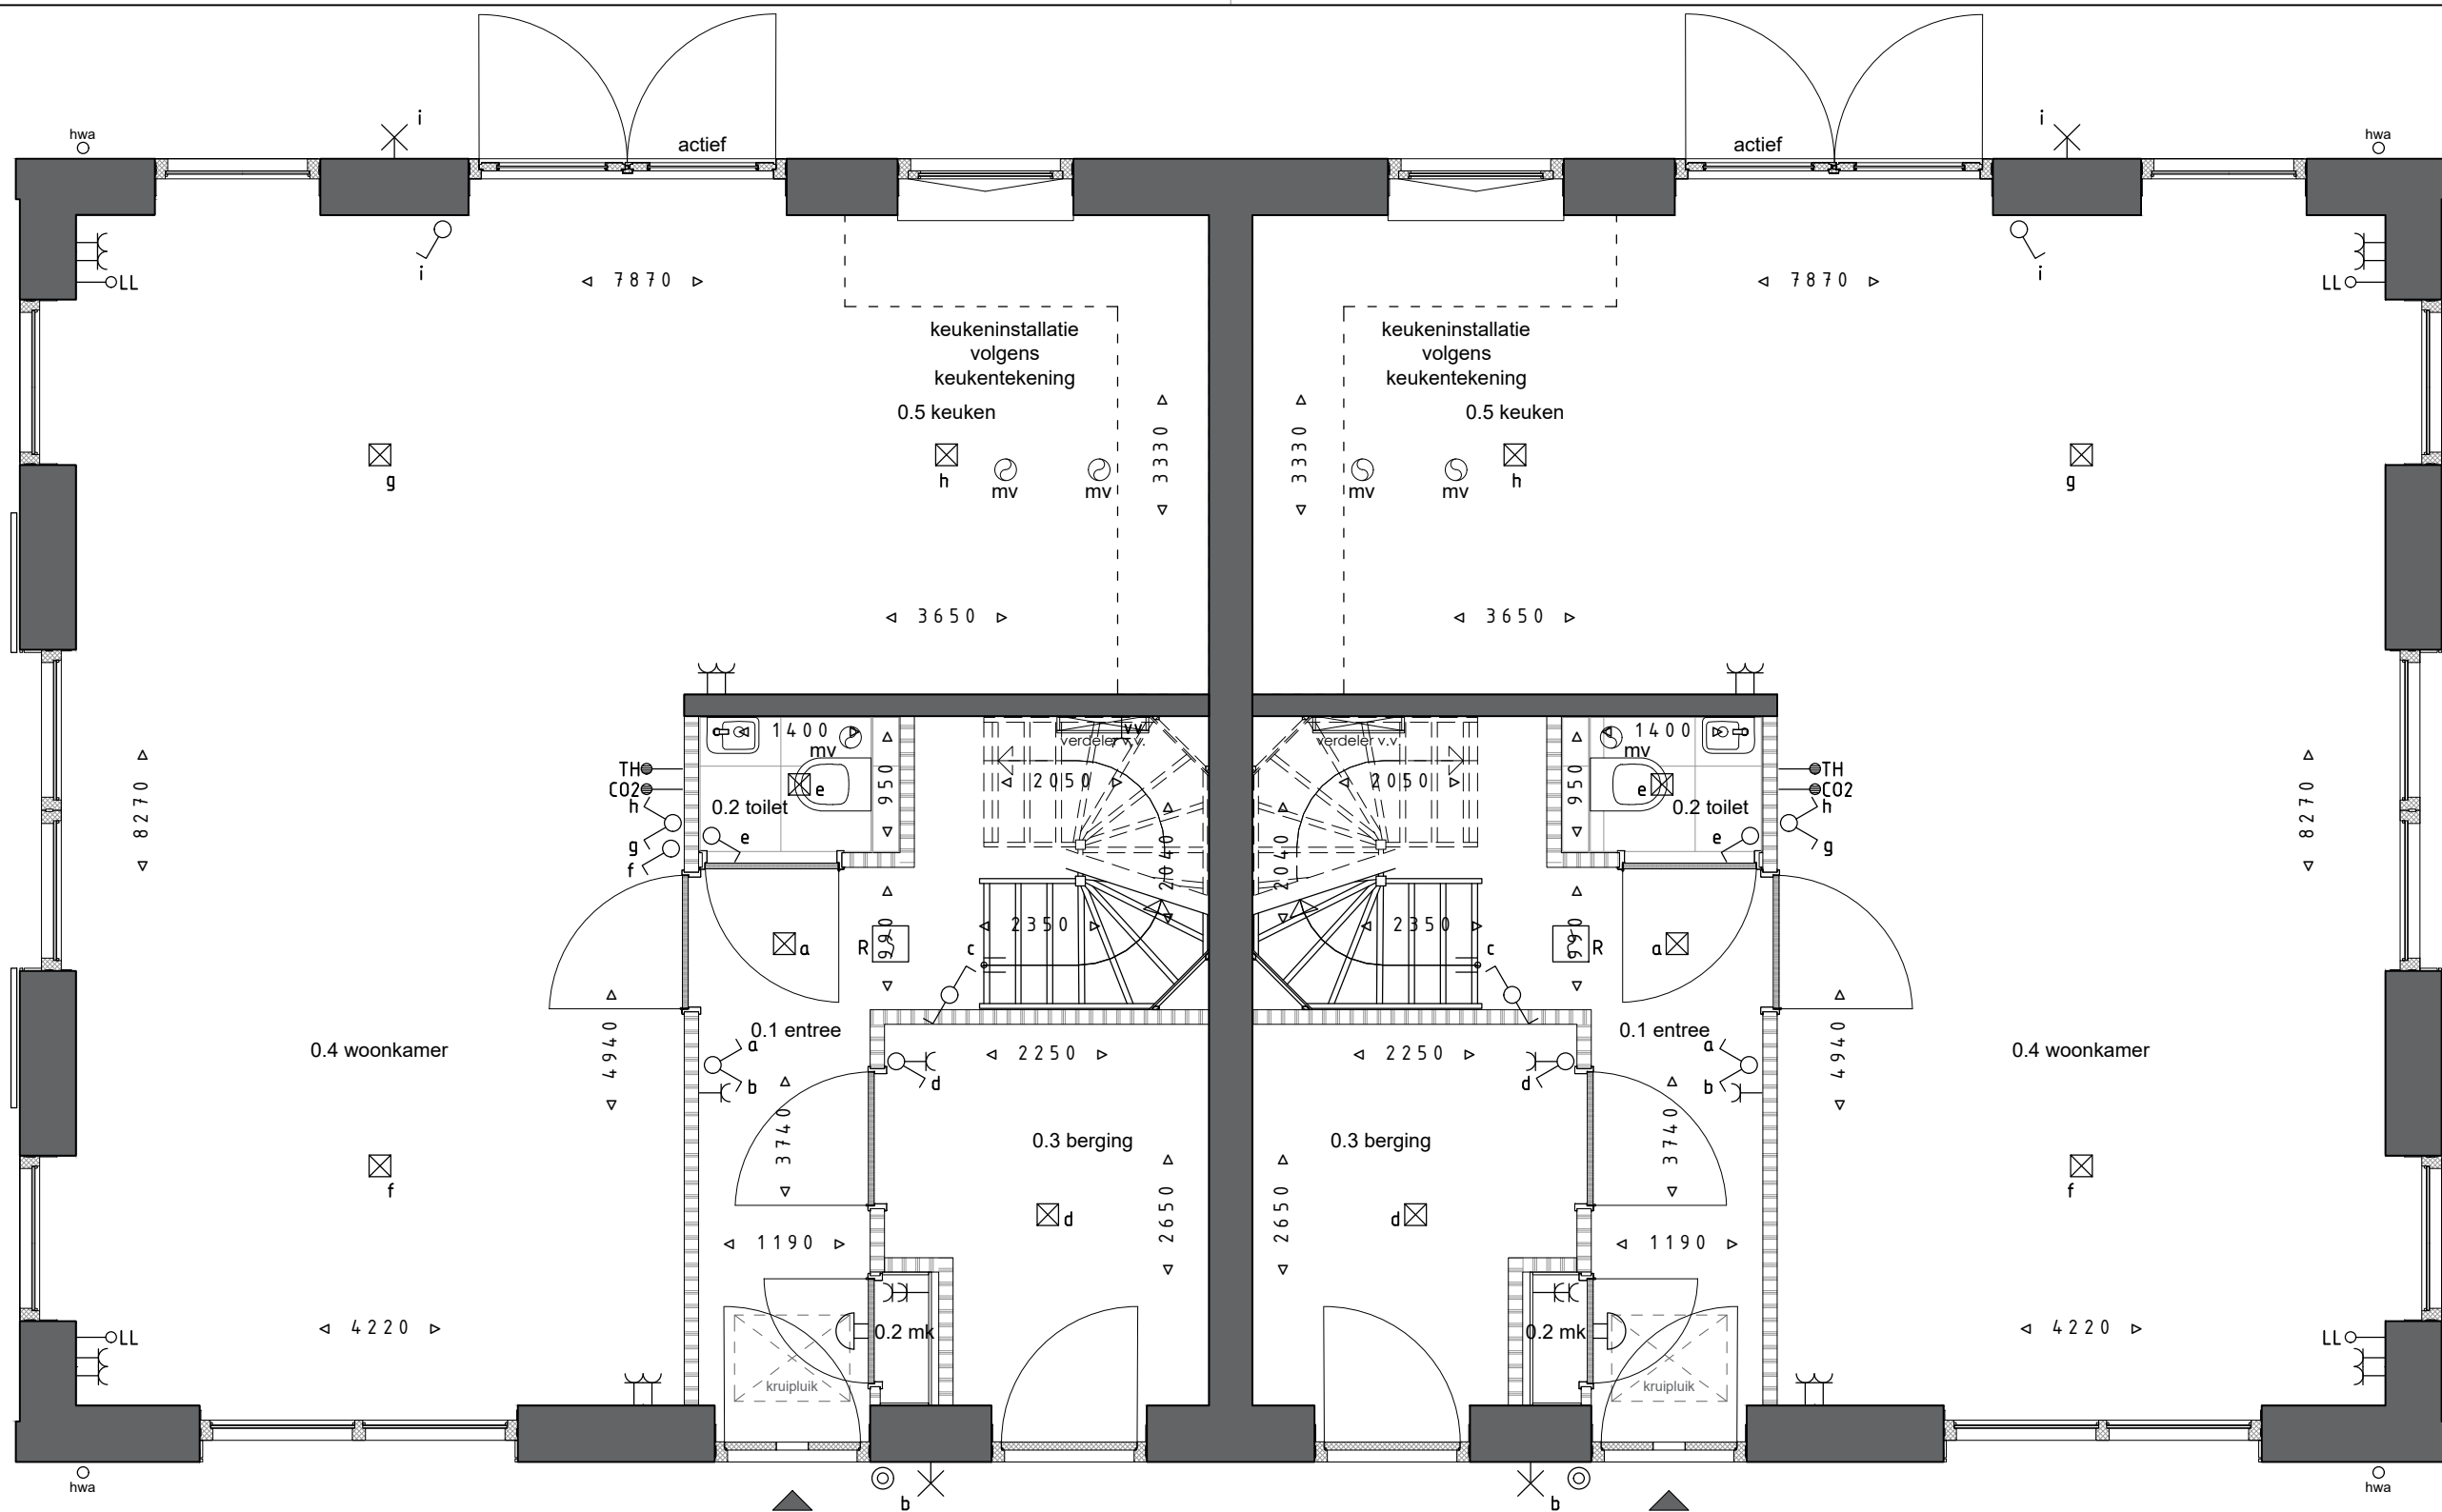 actief
actief
hwa
i
i
hwa
i
i
LL
LL
7870
7870
keukeninstallatie
volgens
keukentekening
keukeninstallatie
volgens
keukentekening
0.5 keuken
0.5 keuken
3330
3330
g
h
mv
mv
mv
mv
h
g
3650
3650
1400
vv
verdeler v.v.
verdeler v.v.
1400
mv
mv
TH
CO2
h
g
f
e
950
2050
2050
950
e
TH
CO2
h
g
0.2 toilet
0.2 toilet
e
e
8270
2040
2040
8270
a
R
990
c
2350
2350
c
990
R
a
0.1 entree
0.1 entree
4940
4940
0.4 woonkamer
0.4 woonkamer
a
b
d
2250
2250
d
a
b
3740
3740
0.3 berging
0.3 berging
f
f
d
d
2650
2650
1190
1190
4220
4220
LL
LL
0.2 mk
0.2 mk
kruipluik
kruipluik
hwa
b
b
hwa